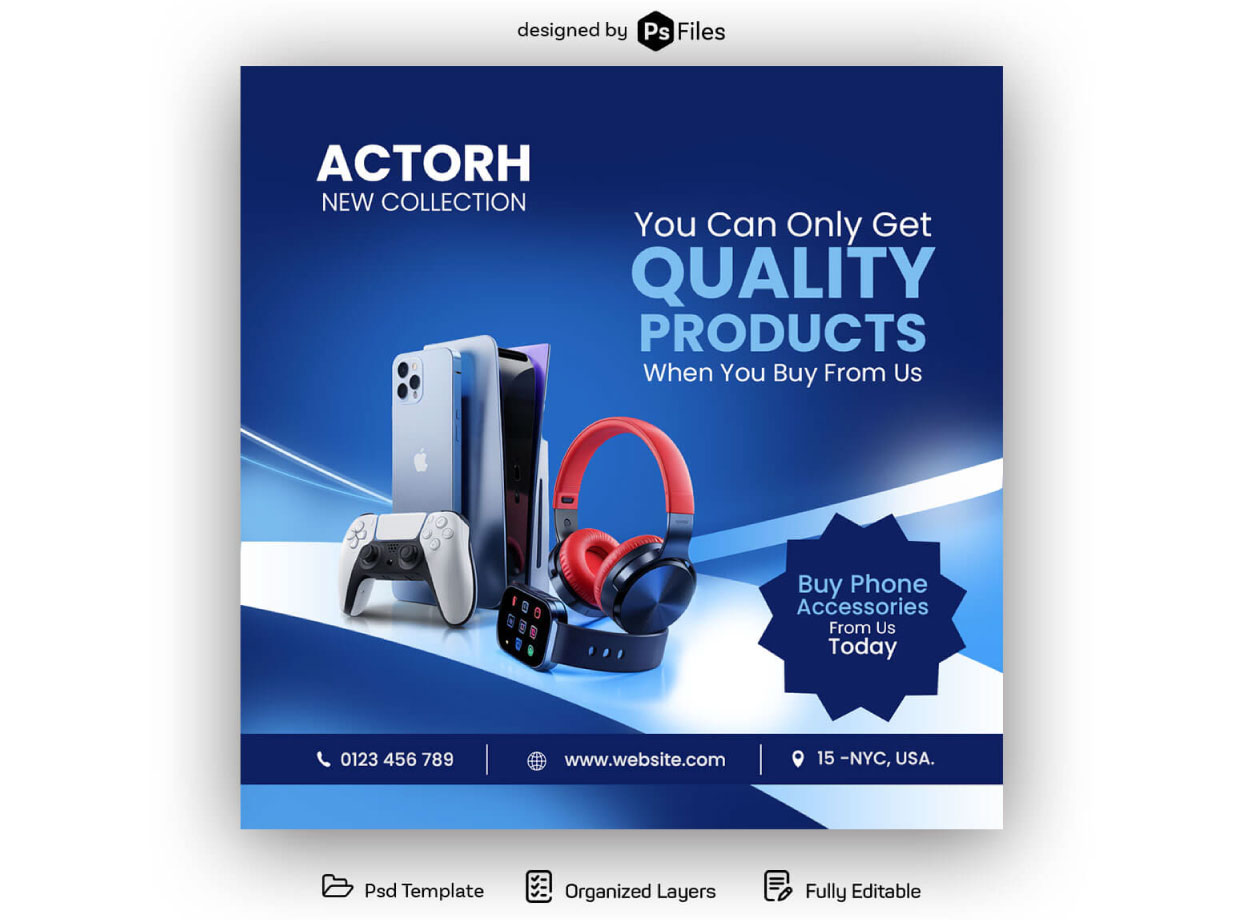 designed by Ps Files
ACTORH
NEW COLLECTION
You Can Only Get
QUALITY
PRODUCTS
When You Buy From Us
Buy Phone
Accessories
From Us
Today
0123 456 789
www.website.com
15 -NYC, USA.
Psd Template
Organized Layers
Fully Editable